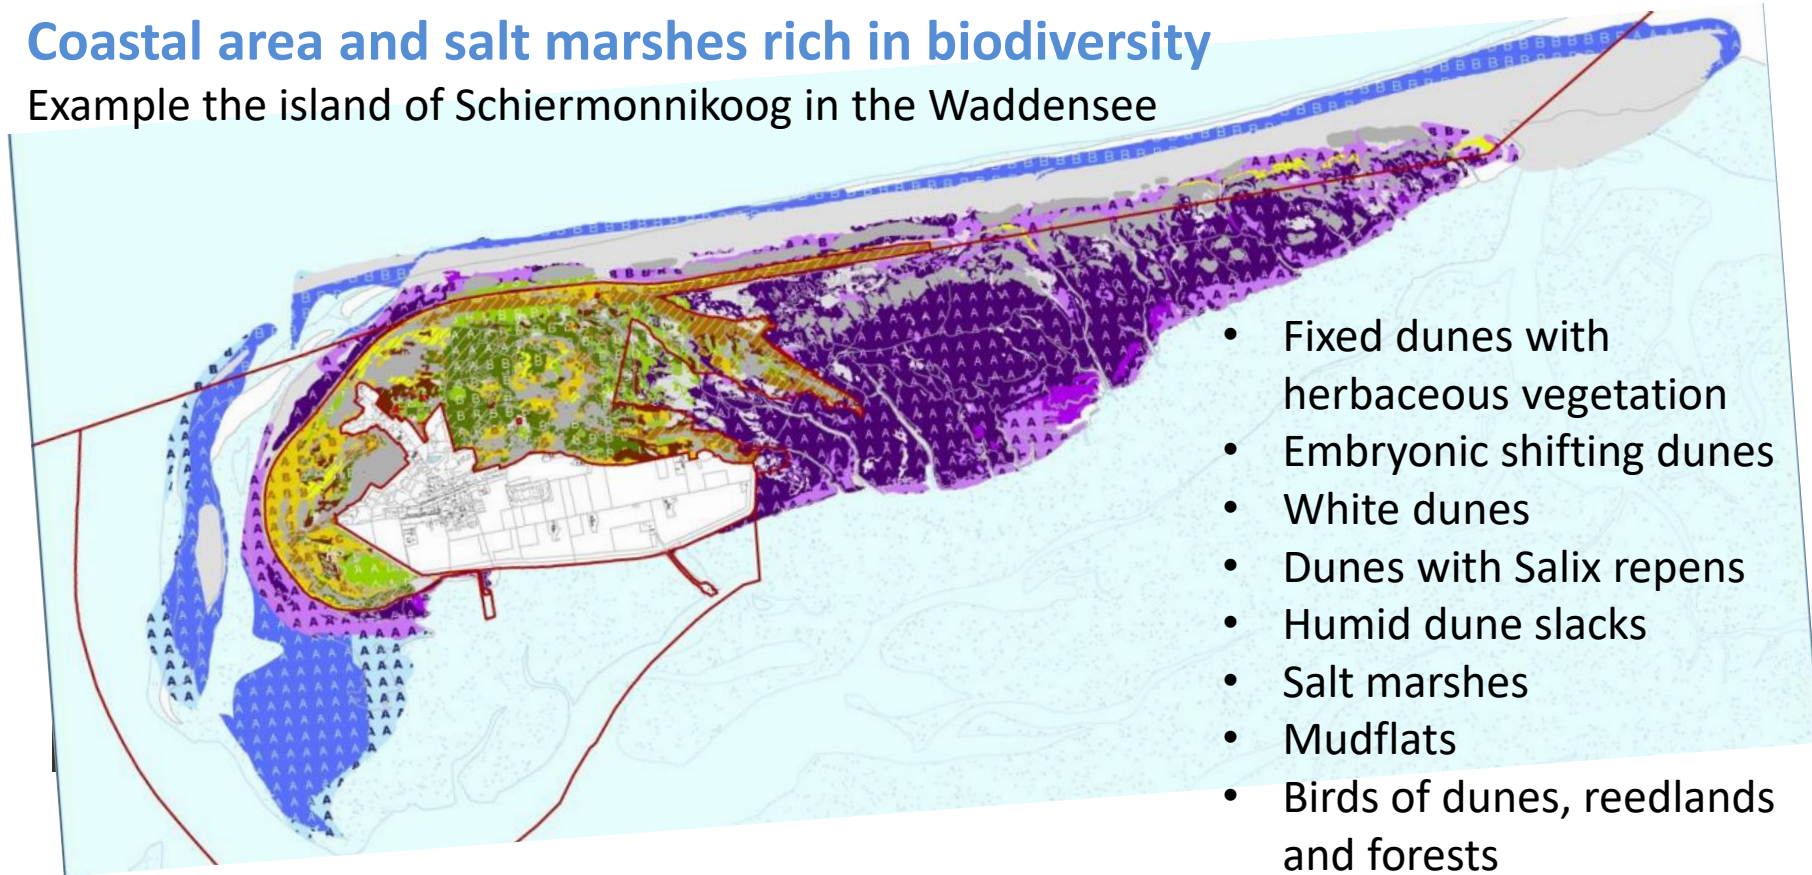 Coastal area and salt marshes rich in biodiversity
Example the island of Schiermonnikoog in the Waddensee
• Fixed dunes with
herbaceous vegetation
• Embryonic shifting dunes
• White dunes
• Dunes with Salix repens
• Humid dune slacks
• Salt marshes
• Mudflats
• Birds of dunes, reedlands
and forests